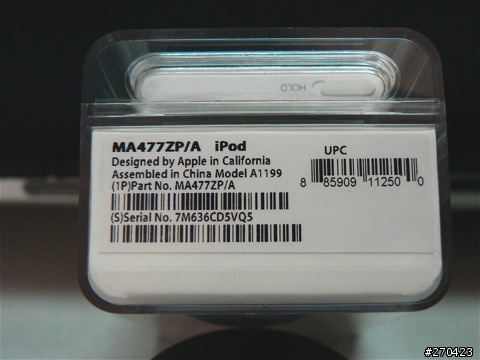 HOLD
MA477ZP/A iPod
Designed by Apple in California
Assembled in China Model A1199
(1P)Part No. MA477ZP/A
(S)Serial No. 7M636CD5VQ5
UPC
8 85909 11250 0
#270423